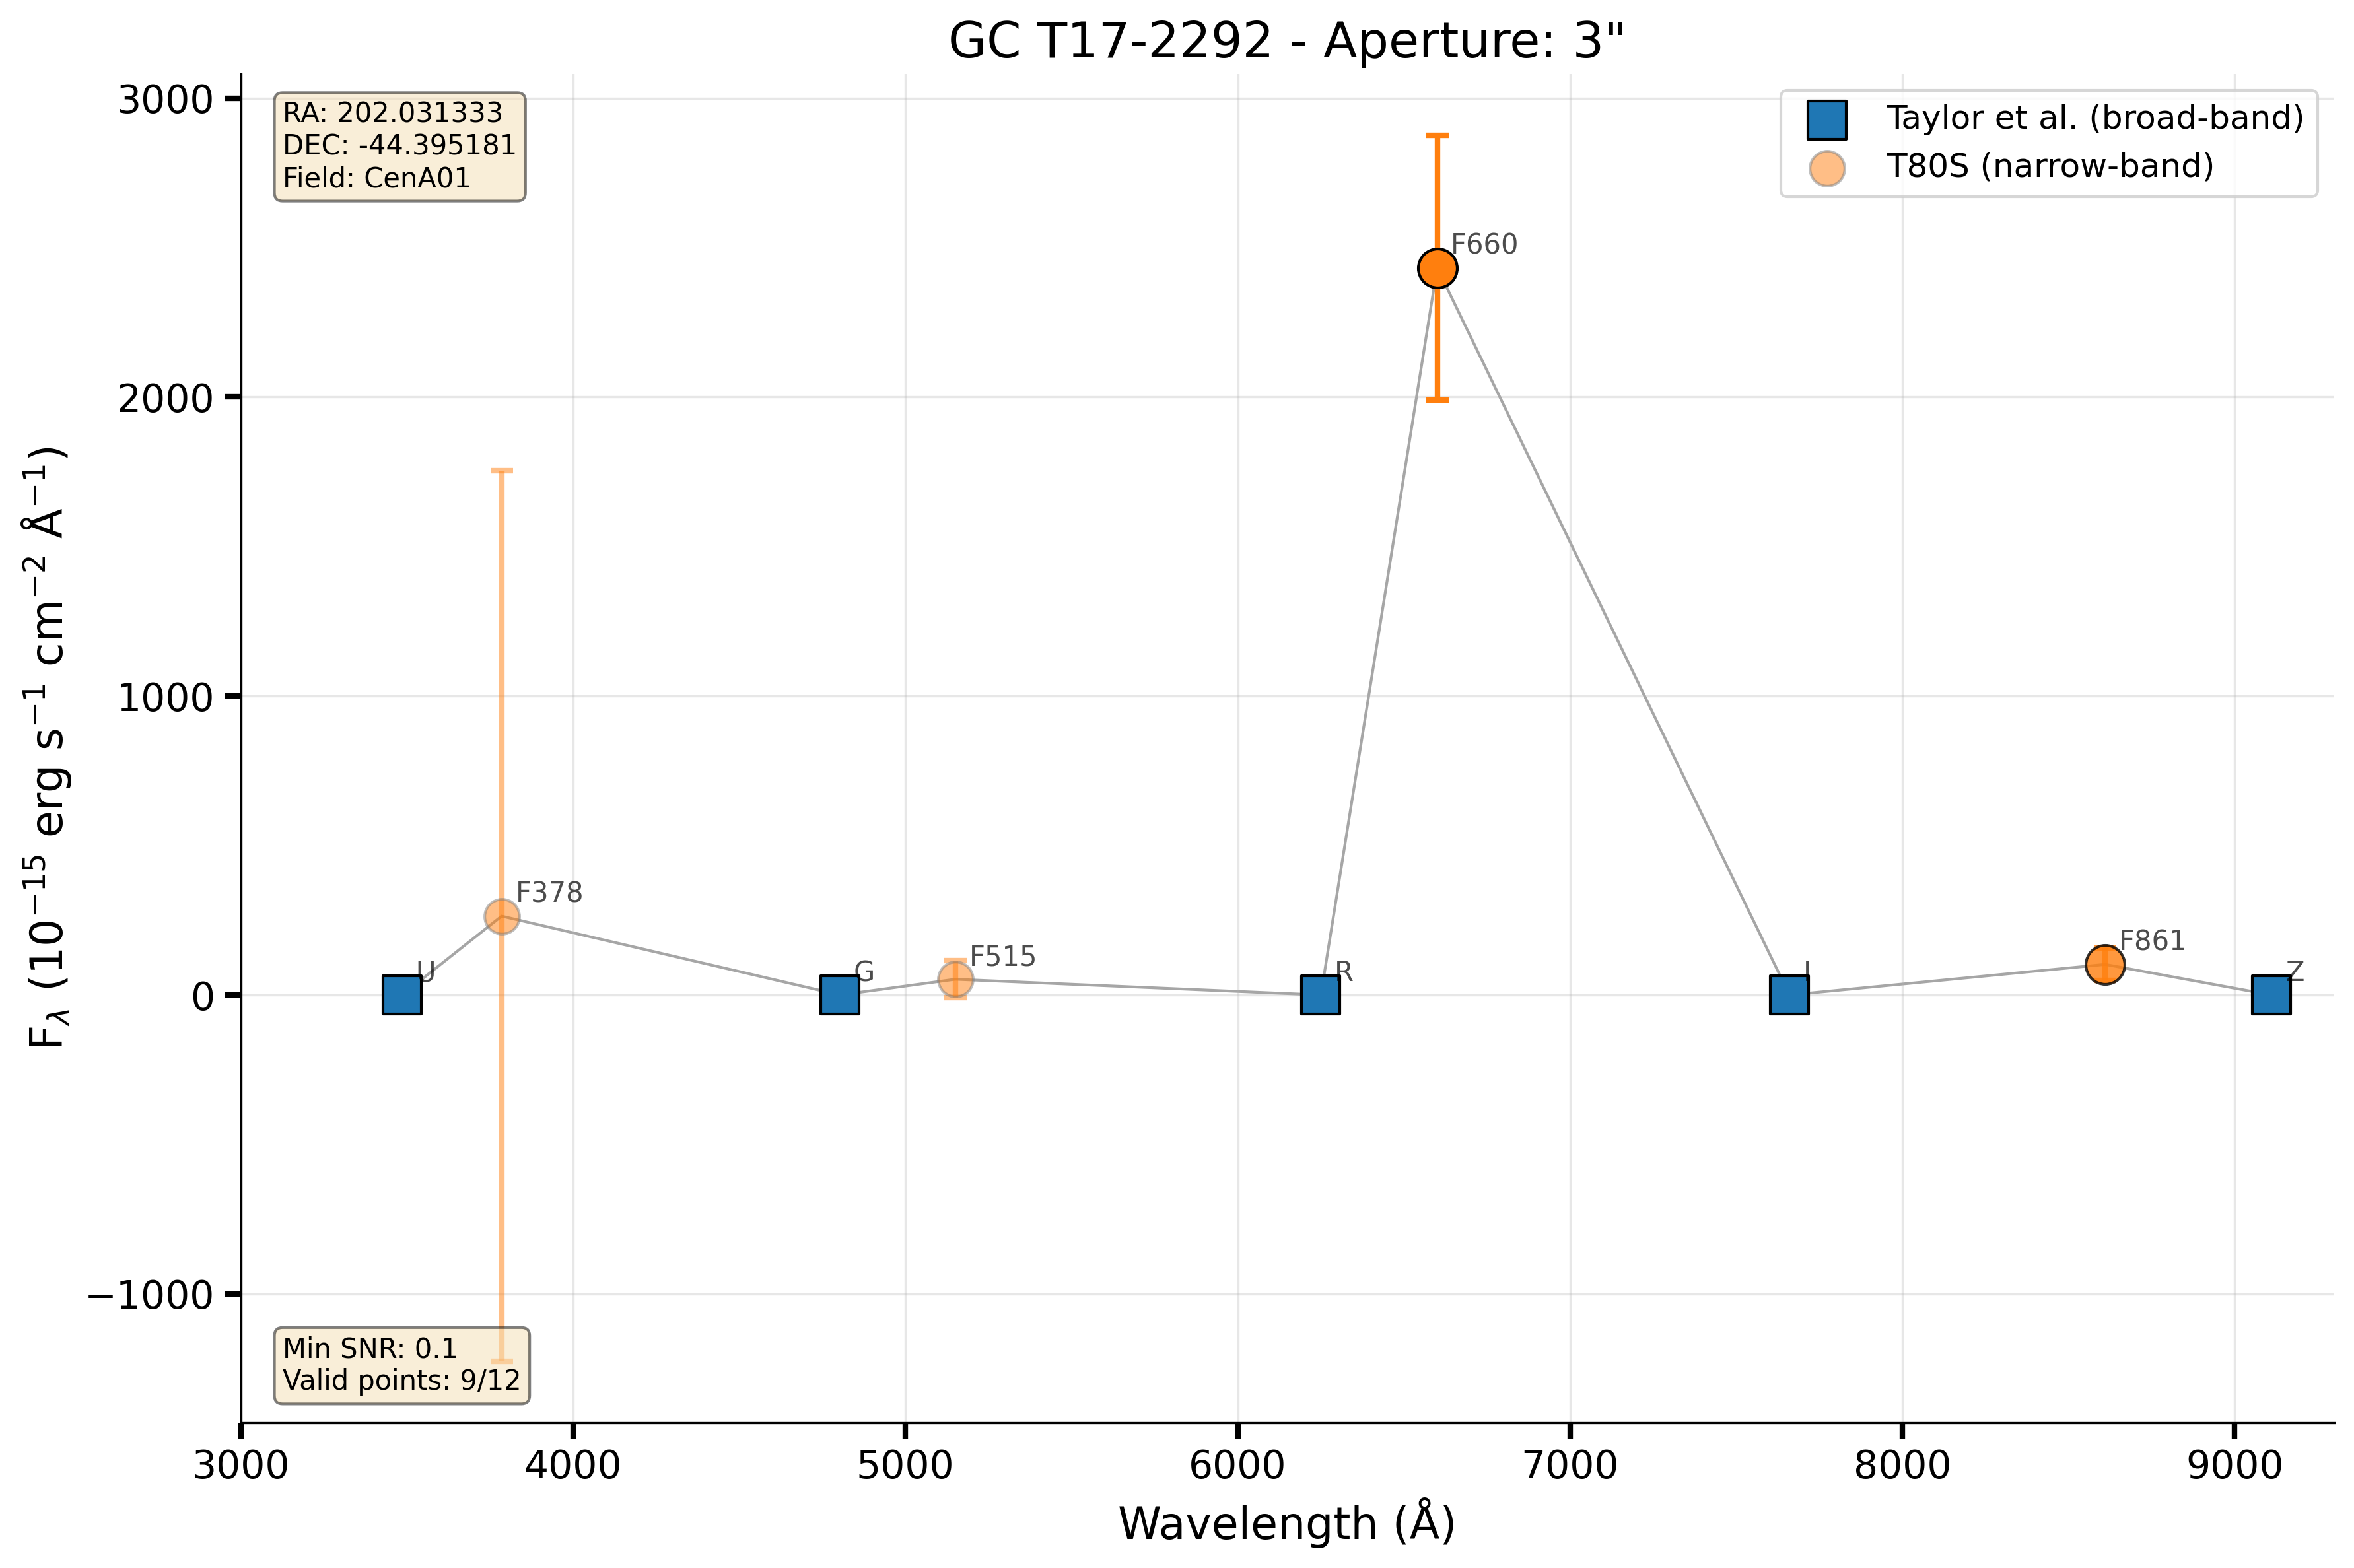 GC T17-2292 - Aperture: 3"
RA: 202.031333
DEC: -44.395181
Field: CenA01
Taylor et al. (broad-band)
T80S (narrow-band)
F_λ (10⁻¹⁵ erg s⁻¹ cm⁻² Å⁻¹)
3000
2000
1000
0
−1000
U
F378
G
F515
R
F660
I
F861
Z
Min SNR: 0.1
Valid points: 9/12
3000 4000 5000 6000 7000 8000 9000
Wavelength (Å)